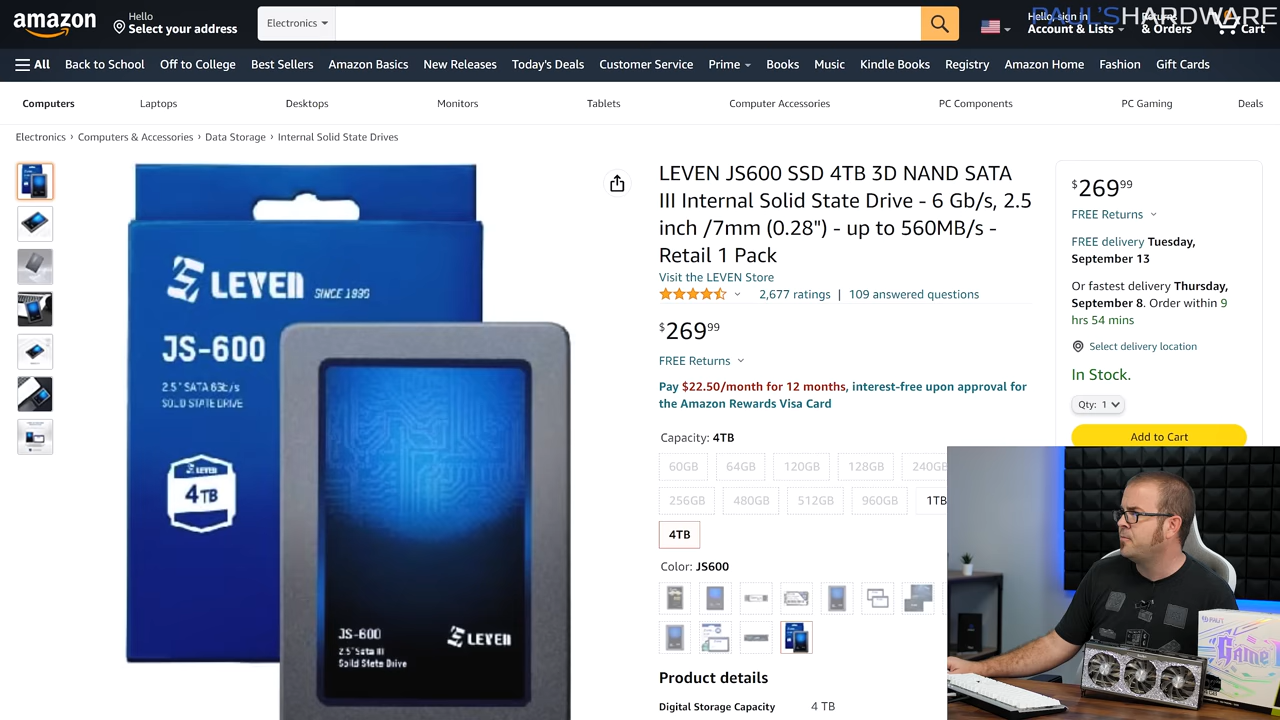 amazon
Hello
Select your address
Electronics
Hello, sign in
Account & Lists
Returns
& Orders
Cart
PAUL'S HARDWARE
All
Back to School
Off to College
Best Sellers
Amazon Basics
New Releases
Today's Deals
Customer Service
Prime
Books
Music
Kindle Books
Registry
Amazon Home
Fashion
Gift Cards
Computers
Laptops
Desktops
Monitors
Tablets
Computer Accessories
PC Components
PC Gaming
Deals
Electronics › Computers & Accessories › Data Storage › Internal Solid State Drives
LEVEN SINCE 1999
JS-600
2.5" SATA 6Gb/s
SOLID STATE DRIVE
LEVEN
4TB
JS-600
2.5" Sata III
Solid State Drive
LEVEN
LEVEN JS600 SSD 4TB 3D NAND SATA
III Internal Solid State Drive - 6 Gb/s, 2.5
inch /7mm (0.28") - up to 560MB/s -
Retail 1 Pack
Visit the LEVEN Store
2,677 ratings | 109 answered questions
$269.99
FREE Returns
Pay $22.50/month for 12 months, interest-free upon approval for
the Amazon Rewards Visa Card
Capacity: 4TB
60GB 64GB 120GB 128GB 240GB
256GB 480GB 512GB 960GB 1TB
4TB
Color: JS600
Product details
Digital Storage Capacity 4 TB
$269.99
FREE Returns
FREE delivery Tuesday,
September 13
Or fastest delivery Thursday,
September 8. Order within 9
hrs 54 mins
Select delivery location
In Stock.
Qty: 1
Add to Cart
PALIT
GAME